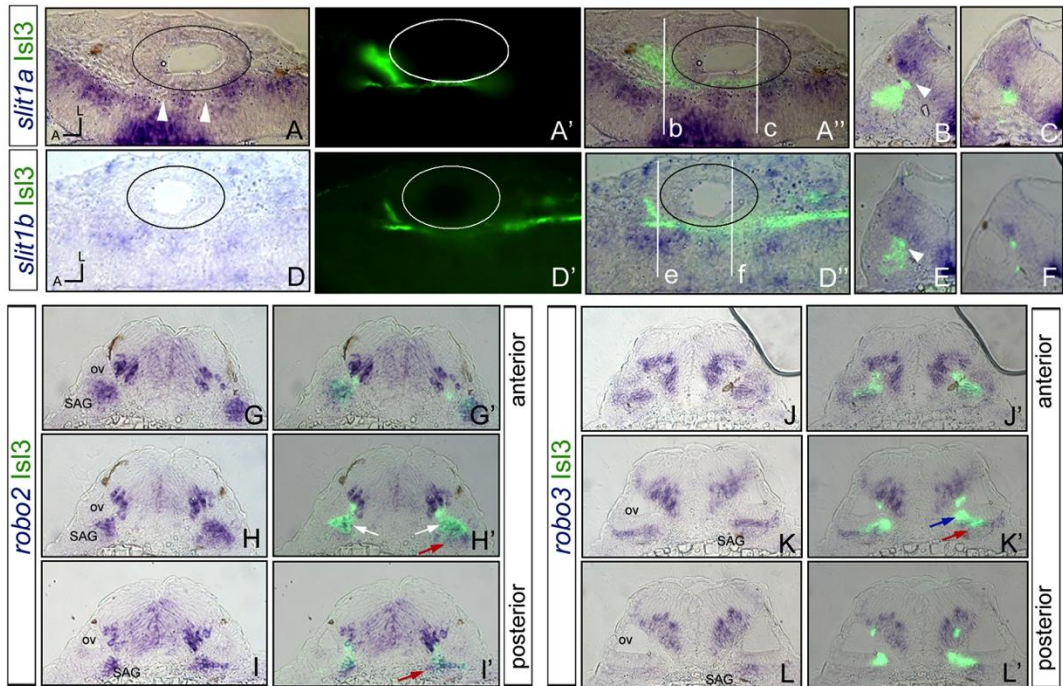 slit1a Isl3
A
L
A
A'
b
c
A''
B
C
slit1b Isl3
A
L
D
D'
e
f
D''
E
F
robo2 Isl3
ov
SAG
G
G'
ov
SAG
H
H'
ov
SAG
I
I'
anterior
posterior
robo3 Isl3
J
J'
ov
SAG
K
K'
ov
SAG
L
L'
anterior
posterior